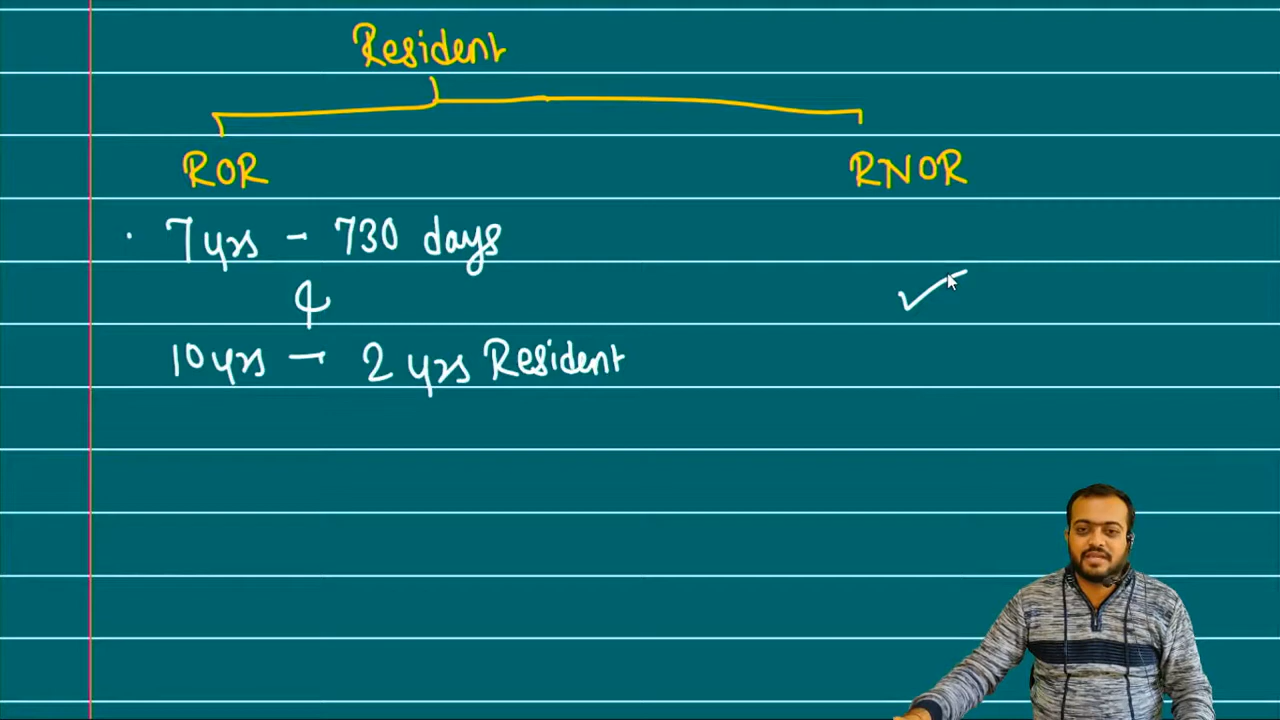 Resident
ROR
RNOR
· 7 yrs - 730 days
&
10 yrs - 2 yrs Resident